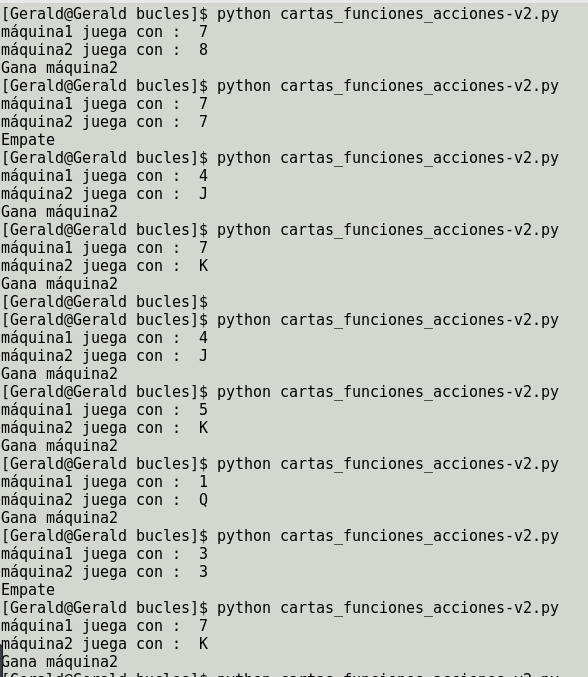 [Gerald@Gerald bucles]$ python cartas_funciones_acciones-v2.py
máquina1 juega con :  7
máquina2 juega con :  8
Gana máquina2
[Gerald@Gerald bucles]$ python cartas_funciones_acciones-v2.py
máquina1 juega con :  7
máquina2 juega con :  7
Empate
[Gerald@Gerald bucles]$ python cartas_funciones_acciones-v2.py
máquina1 juega con :  4
máquina2 juega con :  J
Gana máquina2
[Gerald@Gerald bucles]$ python cartas_funciones_acciones-v2.py
máquina1 juega con :  7
máquina2 juega con :  K
Gana máquina2
[Gerald@Gerald bucles]$
[Gerald@Gerald bucles]$ python cartas_funciones_acciones-v2.py
máquina1 juega con :  4
máquina2 juega con :  J
Gana máquina2
[Gerald@Gerald bucles]$ python cartas_funciones_acciones-v2.py
máquina1 juega con :  5
máquina2 juega con :  K
Gana máquina2
[Gerald@Gerald bucles]$ python cartas_funciones_acciones-v2.py
máquina1 juega con :  1
máquina2 juega con :  Q
Gana máquina2
[Gerald@Gerald bucles]$ python cartas_funciones_acciones-v2.py
máquina1 juega con :  3
máquina2 juega con :  3
Empate
[Gerald@Gerald bucles]$ python cartas_funciones_acciones-v2.py
máquina1 juega con :  7
máquina2 juega con :  K
Gana máquina2